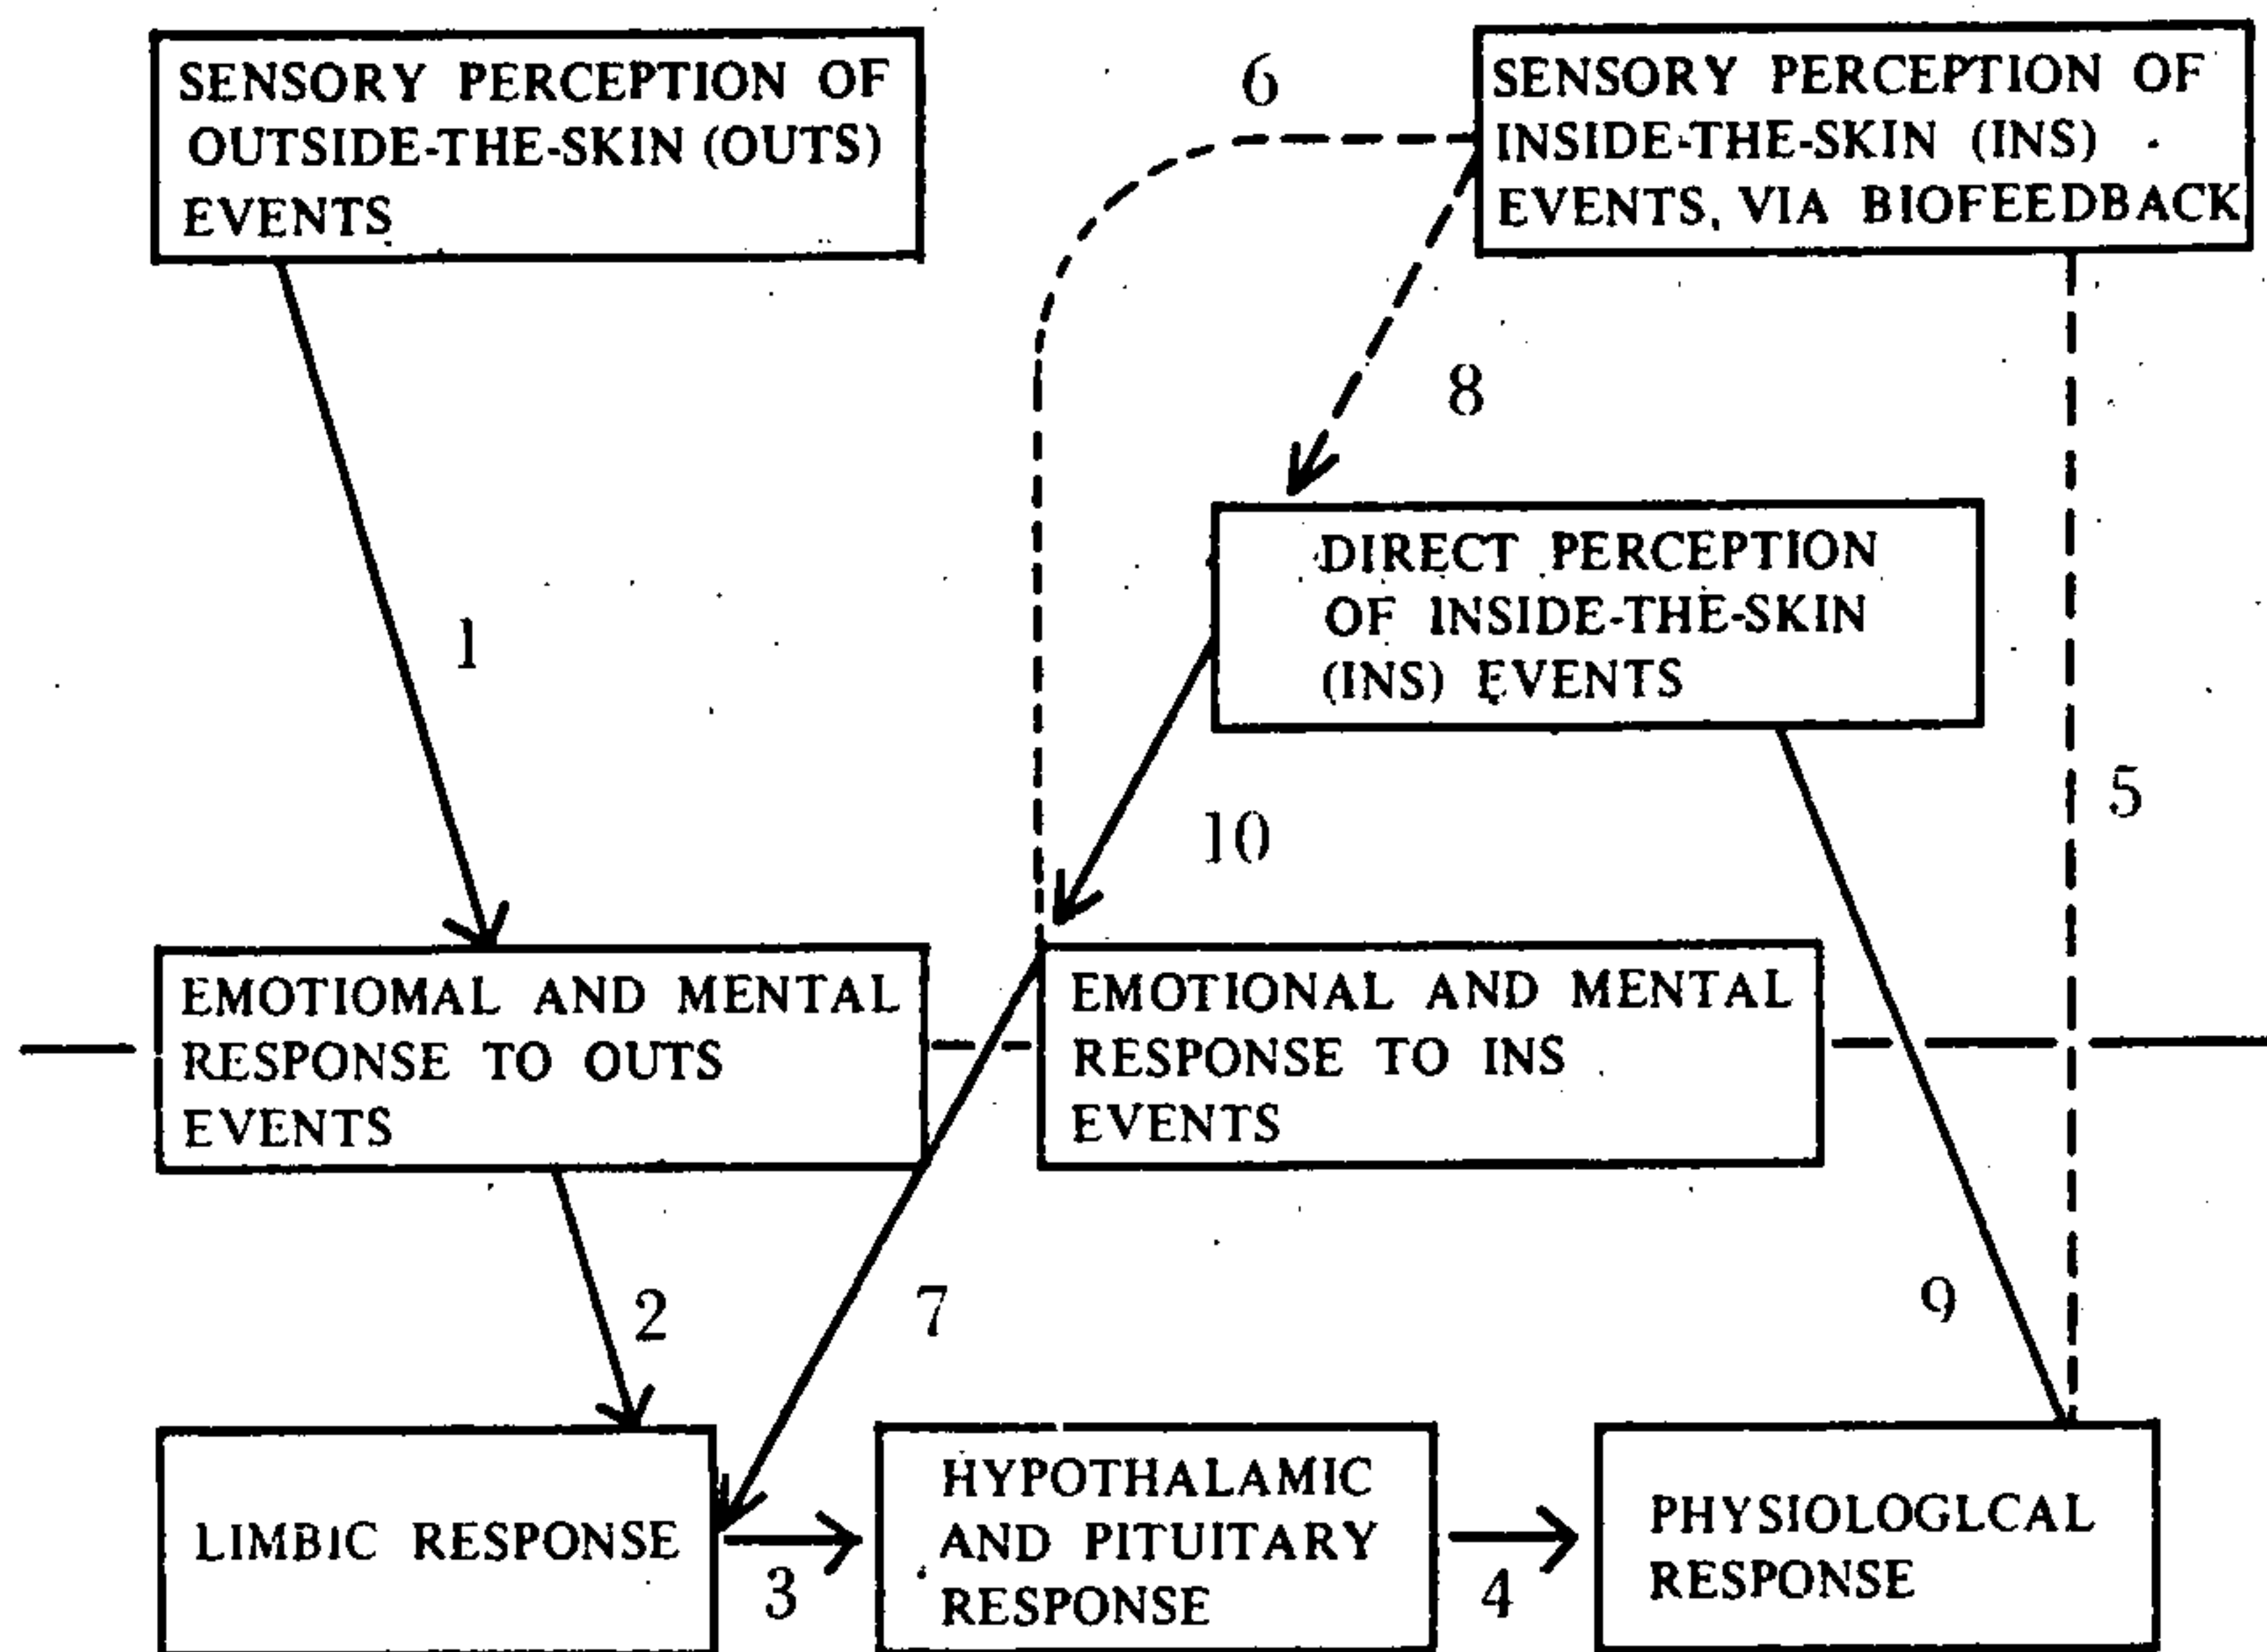 SENSORY PERCEPTION OF
OUTSIDE-THE-SKIN (OUTS)
EVENTS
6
SENSORY PERCEPTION OF
INSIDE-THE-SKIN (INS)
EVENTS, VIA BIOFEEDBACK
8
DIRECT PERCEPTION
OF INSIDE-THE-SKIN
(INS) EVENTS
1
5
10
EMOTIOMAL AND MENTAL
RESPONSE TO OUTS
EVENTS
EMOTIONAL AND MENTAL
RESPONSE TO INS
EVENTS
2
7
9
LIMBIC RESPONSE
3
HYPOTHALAMIC
AND PITUITARY
RESPONSE
4
PHYSIOLOGLCAL
RESPONSE